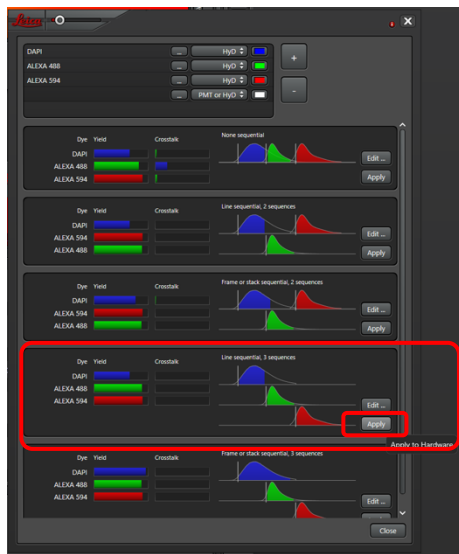 Leica
DAPI ... HyD
ALEXA 488 ... HyD
ALEXA 594 ... HyD
... PMT or HyD
+
-
Dye Yield Crosstalk None sequential
DAPI
ALEXA 488 Edit ...
ALEXA 594 Apply
Dye Yield Crosstalk Line sequential, 2 sequences
DAPI
ALEXA 594 Edit ...
ALEXA 488 Apply
Dye Yield Crosstalk Frame or stack sequential, 2 sequences
DAPI
ALEXA 594 Edit ...
ALEXA 488 Apply
Dye Yield Crosstalk Line sequential, 3 sequences
DAPI
ALEXA 488
ALEXA 594 Edit ...
Apply
Apply to Hardware
Dye Yield Crosstalk Frame or stack sequential, 3 sequences
DAPI
ALEXA 488
ALEXA 594 Edit ...
Close